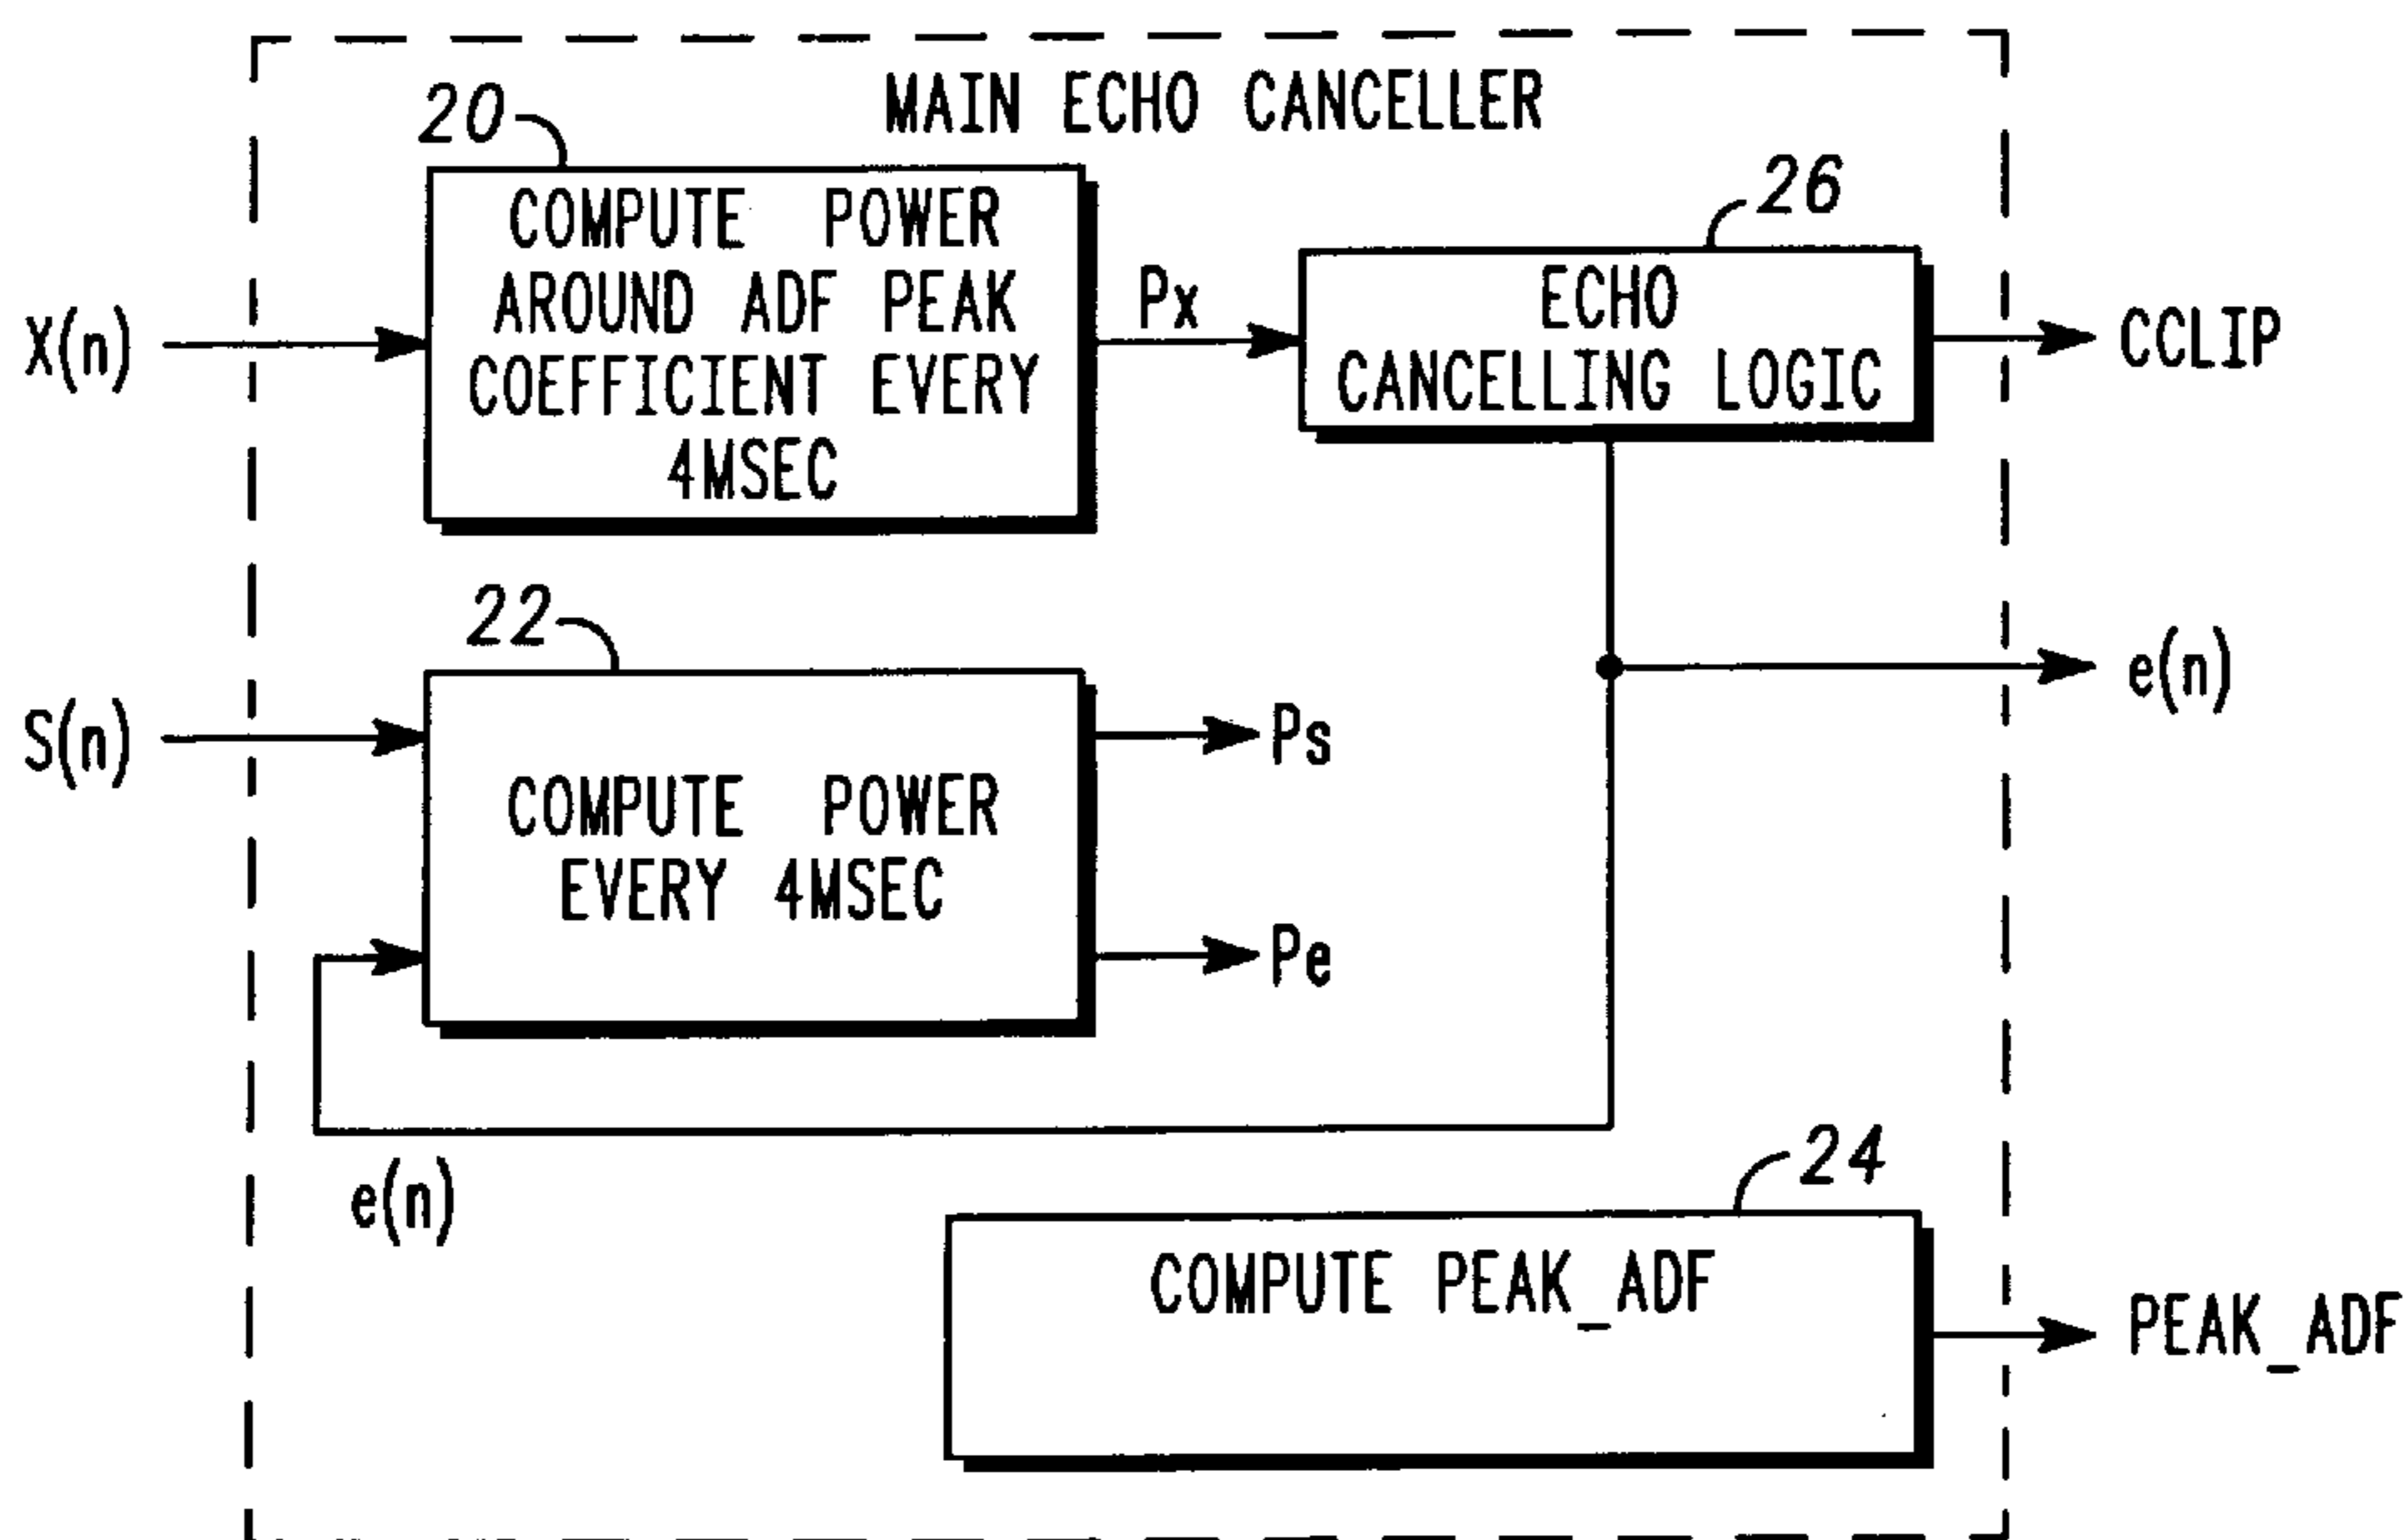 MAIN ECHO CANCELLER
20
COMPUTE POWER
AROUND ADF PEAK
COEFFICIENT EVERY
4MSEC
26
ECHO
CANCELLING LOGIC
X(n)
Px
CCLIP
22
S(n)
COMPUTE POWER
EVERY 4MSEC
Ps
Pe
e(n)
e(n)
24
COMPUTE PEAK_ADF
PEAK_ADF